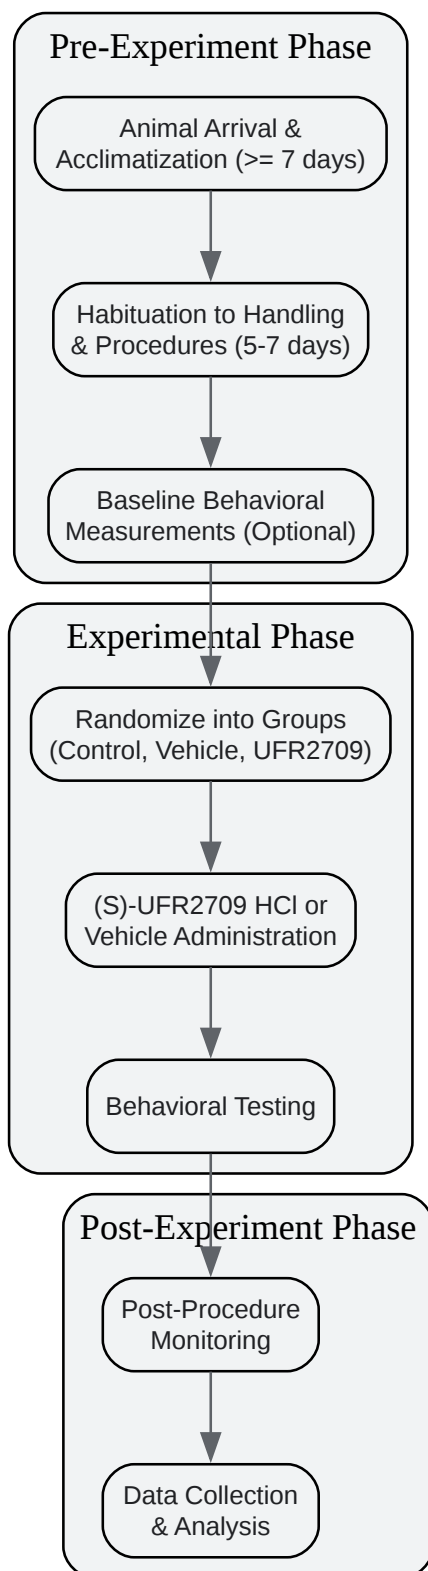 Pre-Experiment Phase
Animal Arrival &
Acclimatization (>= 7 days)
Habituation to Handling
& Procedures (5-7 days)
Baseline Behavioral
Measurements (Optional)
Experimental Phase
Randomize into Groups
(Control, Vehicle, UFR2709)
(S)-UFR2709 HCl or
Vehicle Administration
Behavioral Testing
Post-Experiment Phase
Post-Procedure
Monitoring
Data Collection
& Analysis